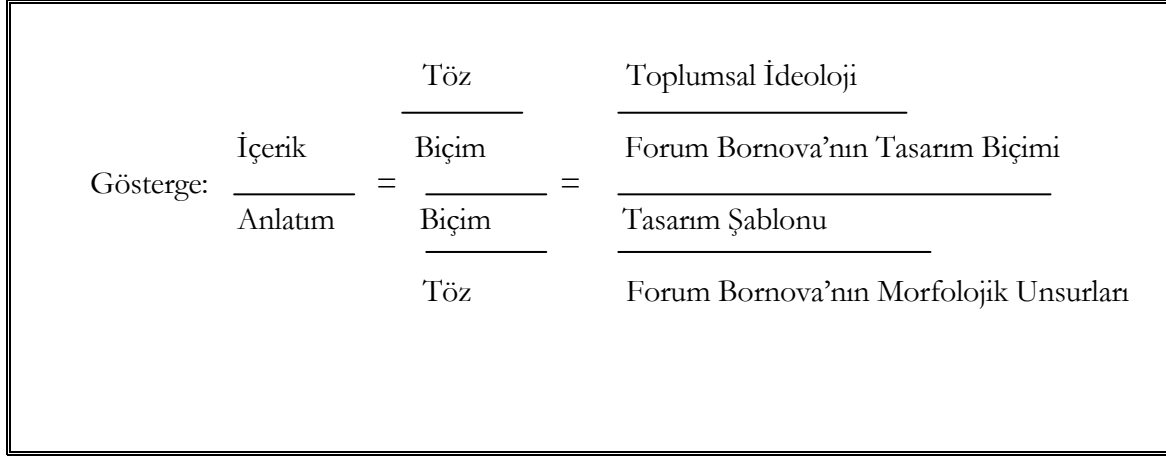 Töz Toplumsal İdeoloji
İçerik Biçim Forum Bornova’nın Tasarım Biçimi
Gösterge: = =
Anlatım Biçim Tasarım Şablonu
Töz Forum Bornova’nın Morfolojik Unsurları